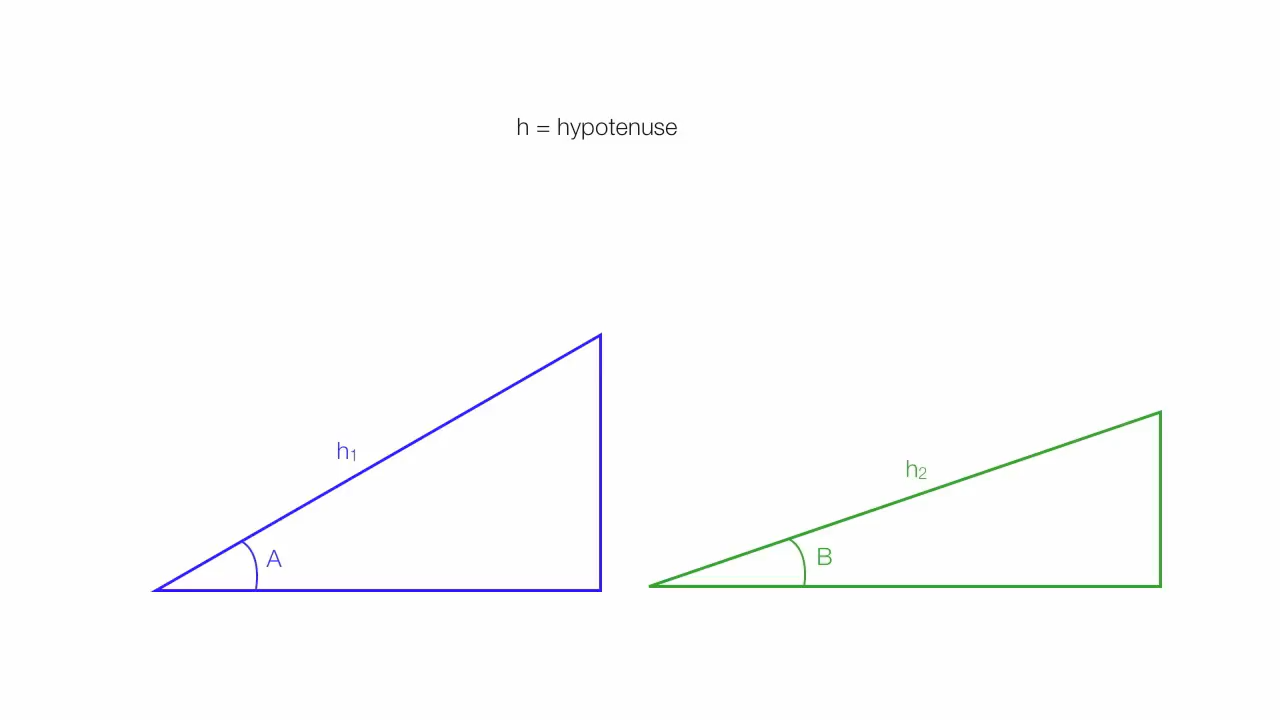 h = hypotenuse
h₁
h₂
A
B